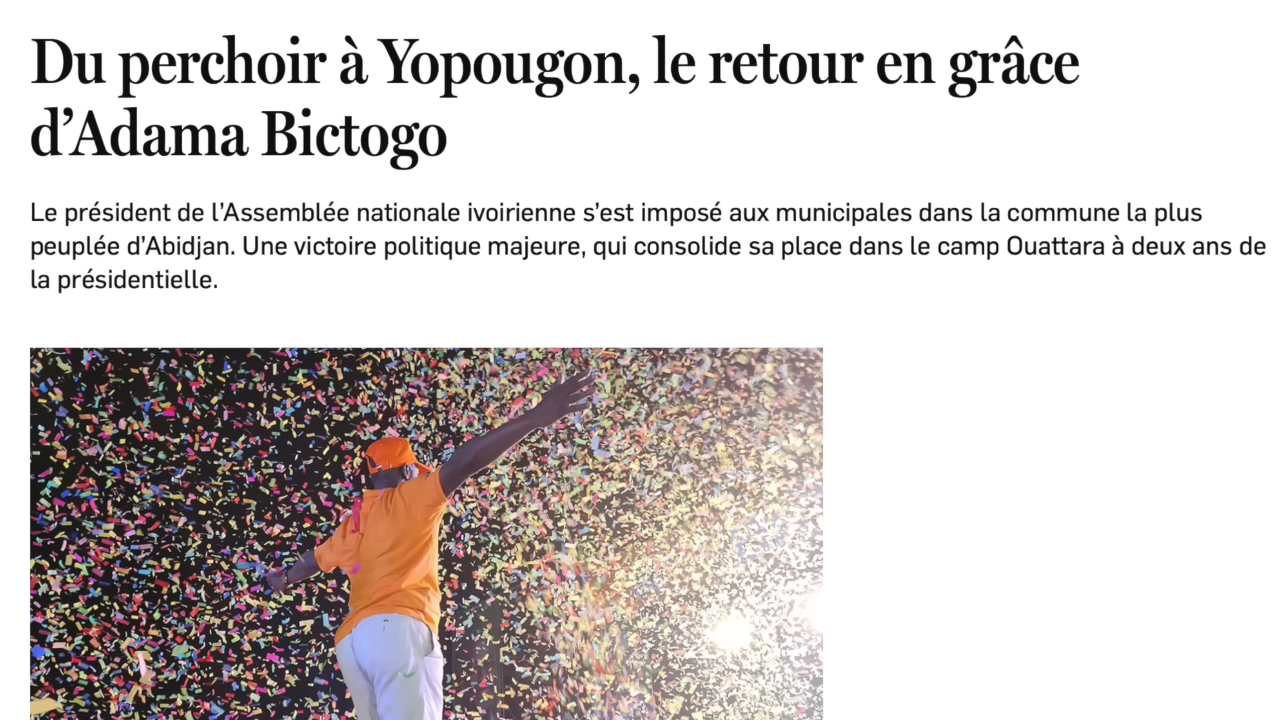 Du perchoir à Yopougon, le retour en grâce
d’Adama Bictogo
Le président de l’Assemblée nationale ivoirienne s’est imposé aux municipales dans la commune la plus
peuplée d’Abidjan. Une victoire politique majeure, qui consolide sa place dans le camp Ouattara à deux ans de
la présidentielle.